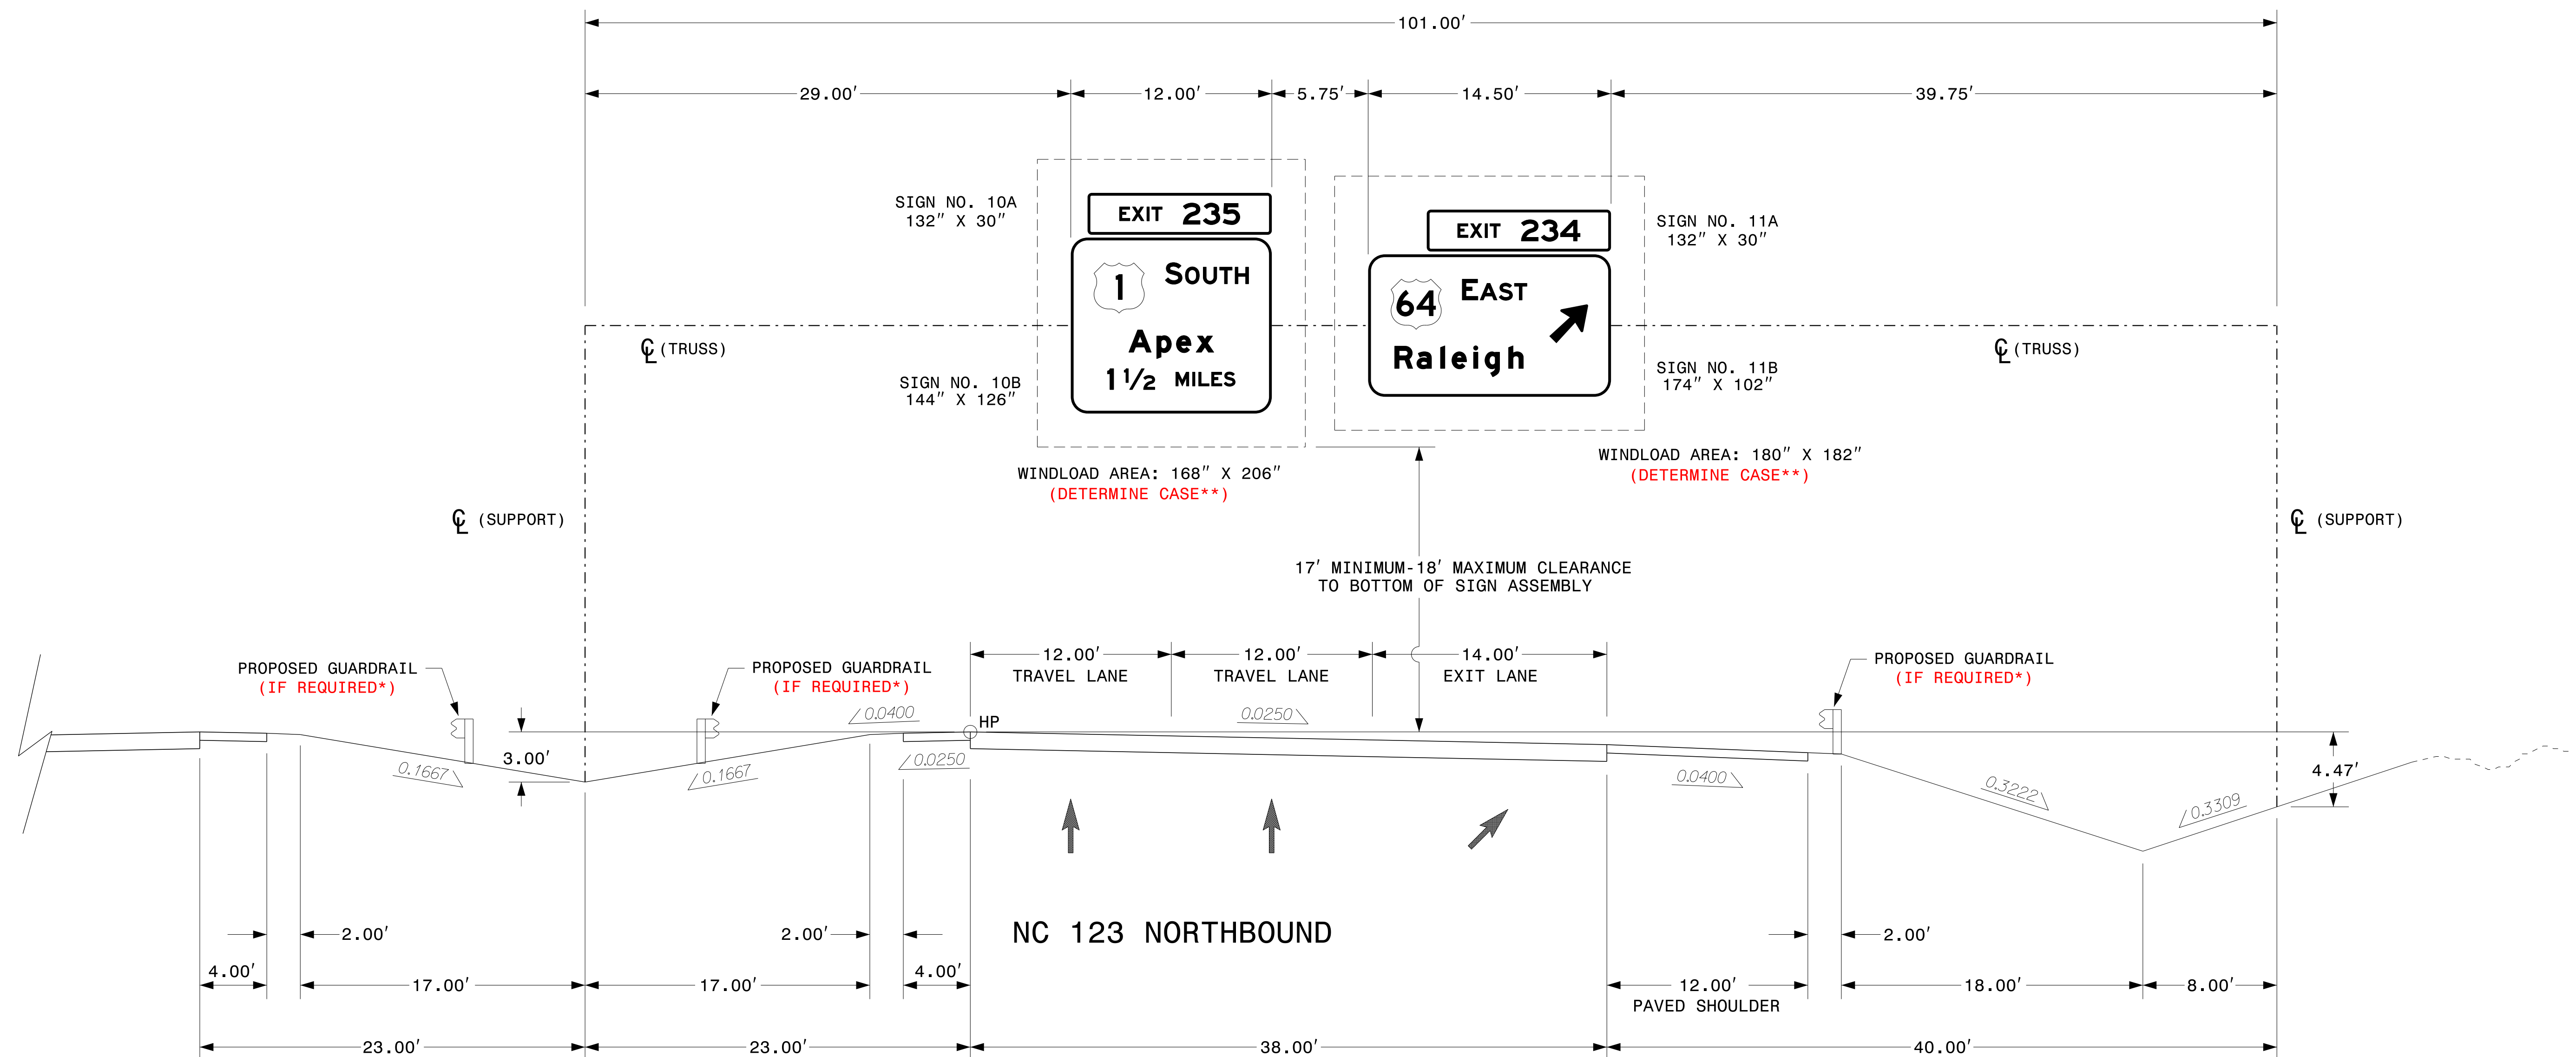 101.00'
29.00'
12.00'
5.75'
14.50'
39.75'
SIGN NO. 10A
132" X 30"
EXIT 235
EXIT 234
SIGN NO. 11A
132" X 30"
1 SOUTH
Apex
1 1/2 MILES
64 EAST
Raleigh
℄ (TRUSS)
℄ (TRUSS)
SIGN NO. 10B
144" X 126"
SIGN NO. 11B
174" X 102"
WINDLOAD AREA: 168" X 206"
(DETERMINE CASE**)
WINDLOAD AREA: 180" X 182"
(DETERMINE CASE**)
℄ (SUPPORT)
℄ (SUPPORT)
17' MINIMUM-18' MAXIMUM CLEARANCE
TO BOTTOM OF SIGN ASSEMBLY
PROPOSED GUARDRAIL
(IF REQUIRED*)
PROPOSED GUARDRAIL
(IF REQUIRED*)
12.00'
TRAVEL LANE
12.00'
TRAVEL LANE
14.00'
EXIT LANE
PROPOSED GUARDRAIL
(IF REQUIRED*)
0.0400
HP
0.0250
3.00'
0.1667
0.1667
0.0250
0.0400
0.3222
0.3309
4.47'
NC 123 NORTHBOUND
2.00'
2.00'
2.00'
4.00'
17.00'
17.00'
4.00'
12.00'
PAVED SHOULDER
18.00'
8.00'
23.00'
23.00'
38.00'
40.00'